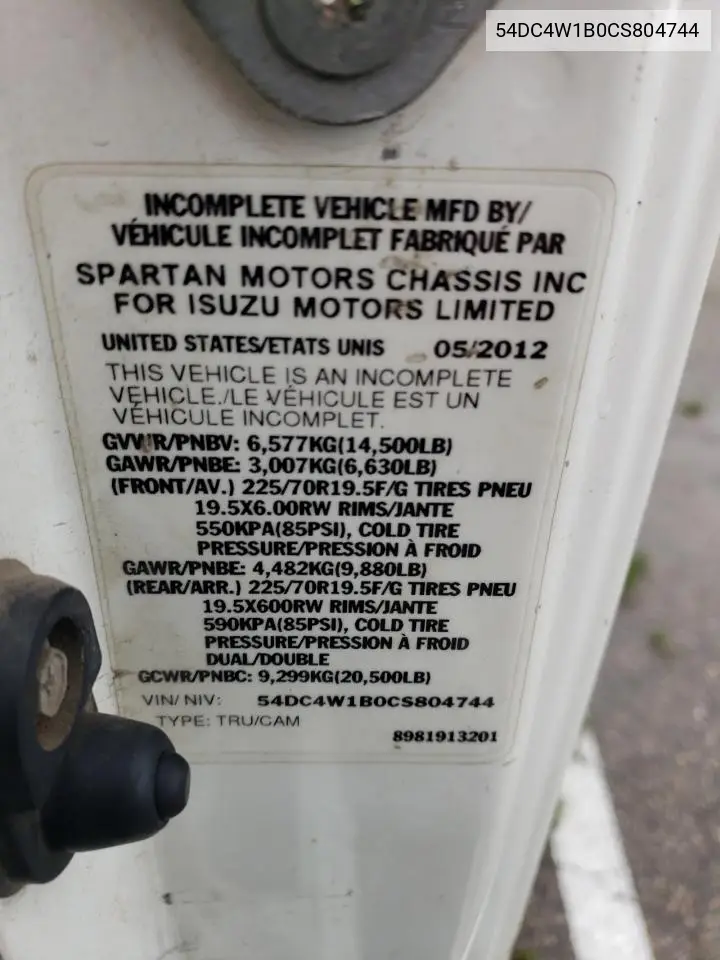 54DC4W1B0CS804744
INCOMPLETE VEHICLE MFD BY/
VÉHICULE INCOMPLET FABRIQUÉ PAR
SPARTAN MOTORS CHASSIS INC
FOR ISUZU MOTORS LIMITED
UNITED STATES/ETATS UNIS 05/2012
THIS VEHICLE IS AN INCOMPLETE
VEHICLE./LE VÉHICULE EST UN
VÉHICULE INCOMPLET.
GVWR/PNBV: 6,577KG(14,500LB)
GAWR/PNBE: 3,007KG(6,630LB)
(FRONT/AV.) 225/70R19.5F/G TIRES PNEU
19.5X6.00RW RIMS/JANTE
550KPA(85PSI), COLD TIRE
PRESSURE/PRESSION À FROID
GAWR/PNBE: 4,482KG(9,880LB)
(REAR/ARR.) 225/70R19.5F/G TIRES PNEU
19.5X600RW RIMS/JANTE
590KPA(85PSI), COLD TIRE
PRESSURE/PRESSION À FROID
DUAL/DOUBLE
GCWR/PNBC: 9,299KG(20,500LB)
VIN/NIV: 54DC4W1B0CS804744
TYPE: TRU/CAM
8981913201